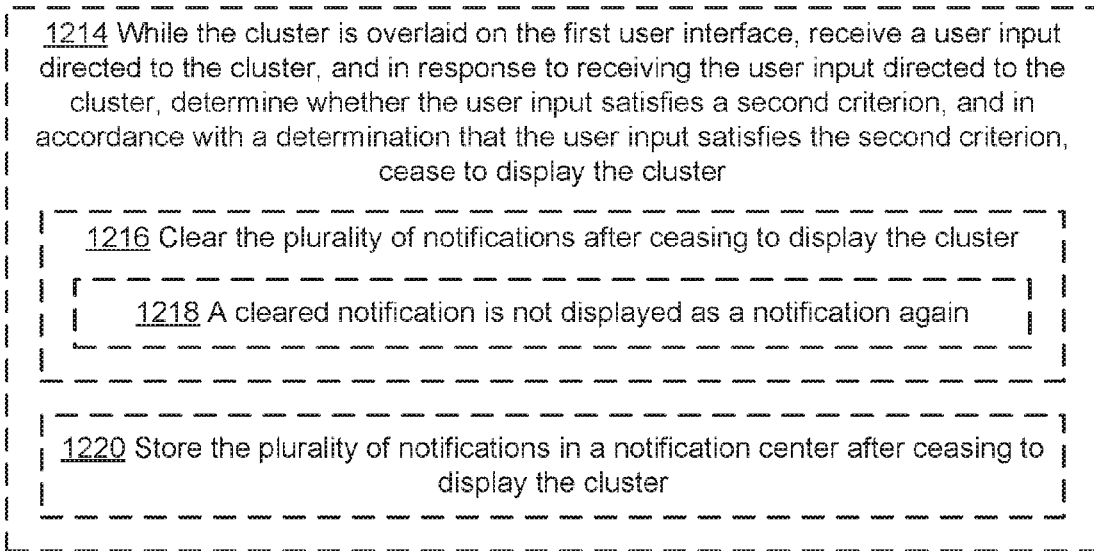 1214 While the cluster is overlaid on the first user interface, receive a user input
directed to the cluster, and in response to receiving the user input directed to the
cluster, determine whether the user input satisfies a second criterion, and in
accordance with a determination that the user input satisfies the second criterion,
cease to display the cluster
1216 Clear the plurality of notifications after ceasing to display the cluster
1218 A cleared notification is not displayed as a notification again
1220 Store the plurality of notifications in a notification center after ceasing to
display the cluster